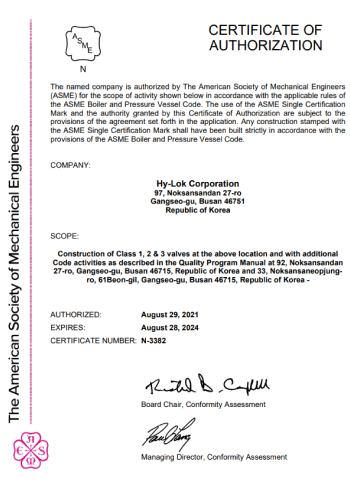 CERTIFICATE OF
AUTHORIZATION
A
S
M
E
N
The named company is authorized by The American Society of Mechanical Engineers
(ASME) for the scope of activity shown below in accordance with the applicable rules of
the ASME Boiler and Pressure Vessel Code. The use of the ASME Single Certification
Mark and the authority granted by this Certificate of Authorization are subject to the
provisions of the agreement set forth in the application. Any construction stamped with
the ASME Single Certification Mark shall have been built strictly in accordance with the
provisions of the ASME Boiler and Pressure Vessel Code.
COMPANY:
Hy-Lok Corporation
97, Noksansandan 27-ro
Gangseo-gu, Busan 46751
Republic of Korea
SCOPE:
Construction of Class 1, 2 & 3 valves at the above location and with additional
Code activities as described in the Quality Program Manual at 92, Noksansandan
27-ro, Gangseo-gu, Busan 46715, Republic of Korea and 33, Noksansaneopjung-
ro, 61Beon-gil, Gangseo-gu, Busan 46715, Republic of Korea -
AUTHORIZED: August 29, 2021
EXPIRES: August 28, 2024
CERTIFICATE NUMBER: N-3382
Board Chair, Conformity Assessment
Managing Director, Conformity Assessment
The American Society of Mechanical Engineers